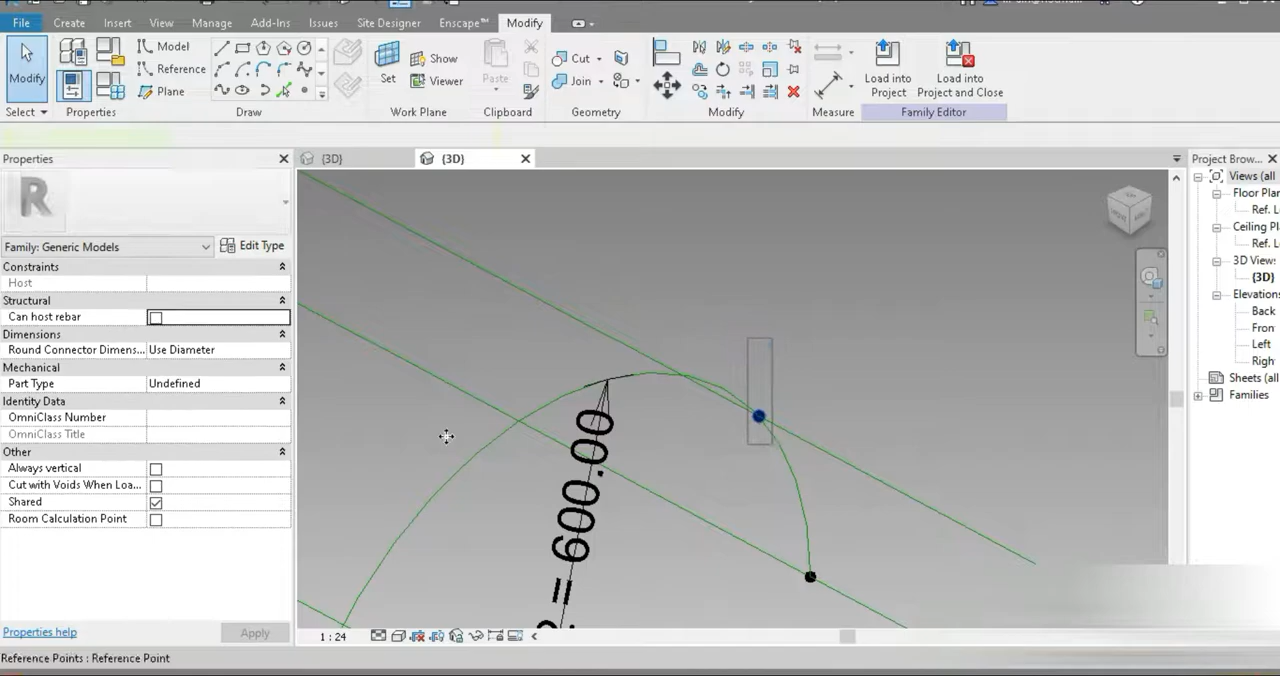 File Create Insert View Manage Add-Ins Issues Site Designer Enscape™ Modify
Modify
Select
Properties
Model
Reference
Plane
Draw
Set
Show
Viewer
Work Plane
Paste
Clipboard
Cut
Join
Geometry
Modify
Measure
Load into
Project
Load into
Project and Close
Family Editor
Properties
{3D}
{3D}
Project Brow...
R
Family: Generic Models
Edit Type
Constraints
Host
Structural
Can host rebar
Dimensions
Round Connector Dimens... Use Diameter
Mechanical
Part Type Undefined
Identity Data
OmniClass Number
OmniClass Title
Other
Always vertical
Cut with Voids When Loa...
Shared
Room Calculation Point
Properties help
Apply
= 600.00
1 : 24
Views (all
Floor Plan
Ref. L
Ceiling Pl
Ref. L
3D View:
{3D}
Elevations
Back
Fron
Left
Righ
Sheets (all
Families
Reference Points : Reference Point